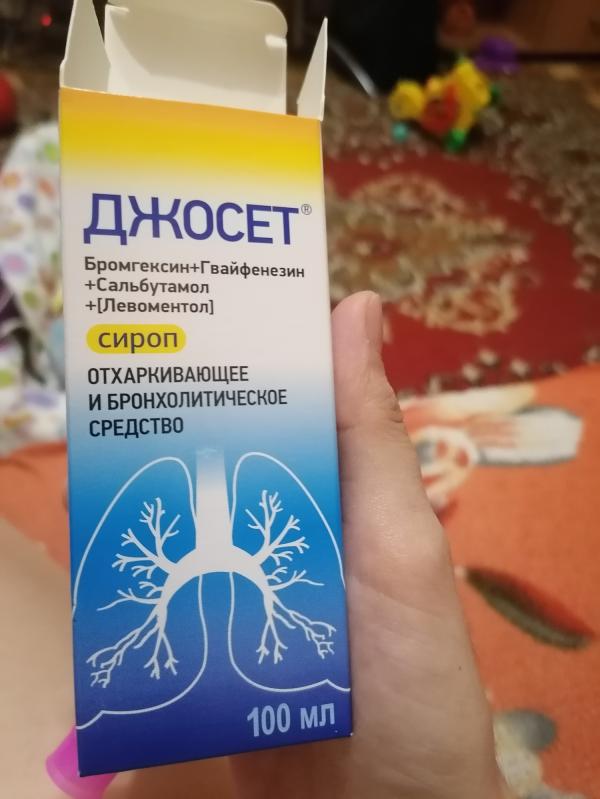 ДЖОСЕТ®
Бромгексин+Гвайфенезин
+Сальбутамол
+[Левоментол]
сироп
ОТХАРКИВАЮЩЕЕ
И БРОНХОЛИТИЧЕСКОЕ
СРЕДСТВО
100 мл